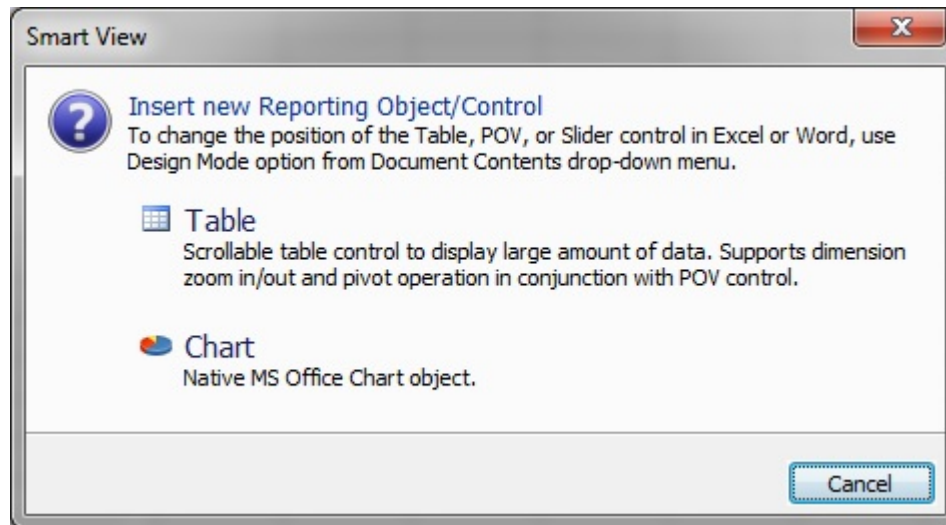 Smart View
Insert new Reporting Object/Control
To change the position of the Table, POV, or Slider control in Excel or Word, use
Design Mode option from Document Contents drop-down menu.
Table
Scrollable table control to display large amount of data. Supports dimension
zoom in/out and pivot operation in conjunction with POV control.
Chart
Native MS Office Chart object.
Cancel